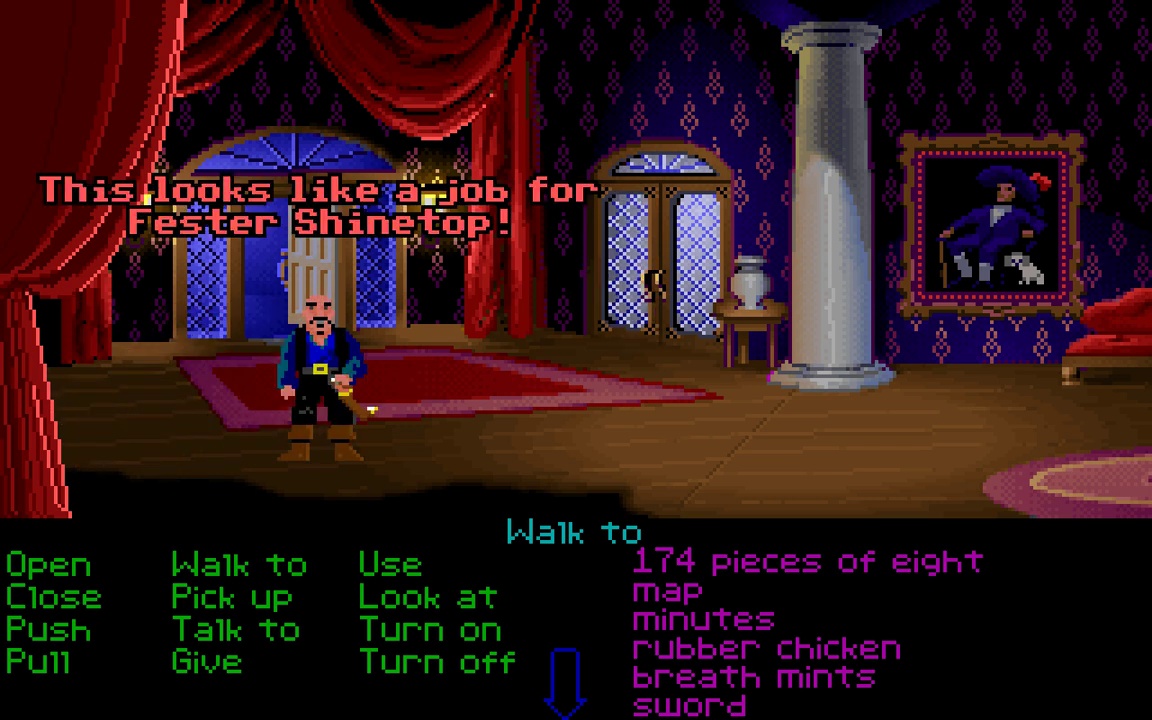 This looks like a job for
Fester Shinetop!
Walk to
Open Walk to Use
Close Pick up Look at
Push Talk to Turn on
Pull Give Turn off
174 pieces of eight
map
minutes
rubber chicken
breath mints
sword